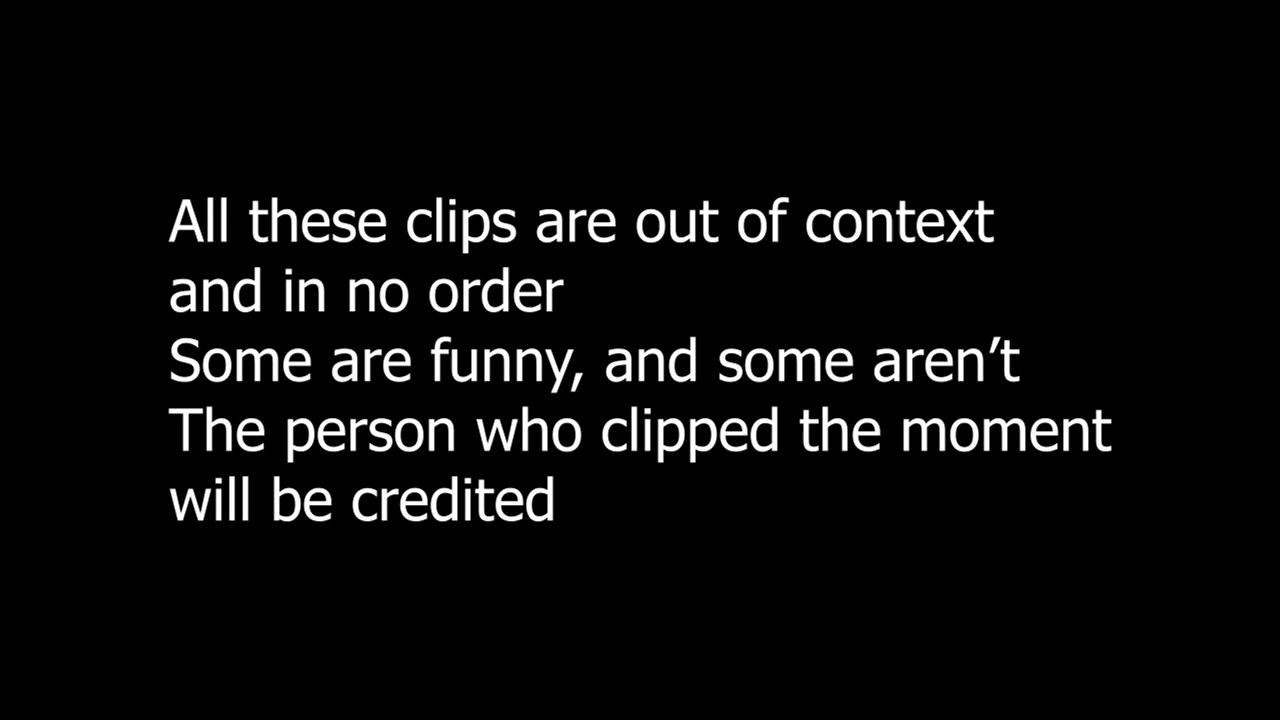 All these clips are out of context
and in no order
Some are funny, and some aren’t
The person who clipped the moment
will be credited